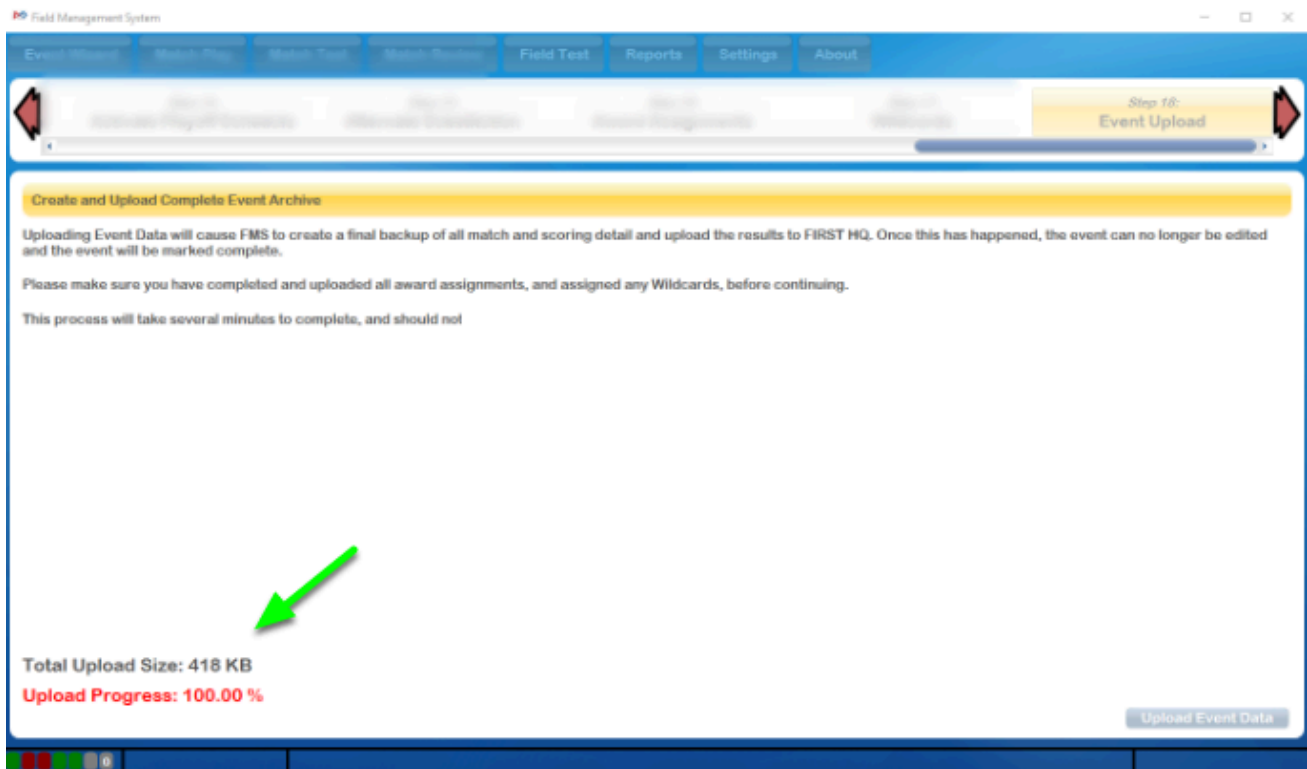 Field Management System
Event Wizard Match Play Match Test Match Review Field Test Reports Settings About
Step 18:
Event Upload
Create and Upload Complete Event Archive
Uploading Event Data will cause FMS to create a final backup of all match and scoring detail and upload the results to FIRST HQ. Once this has happened, the event can no longer be edited
and the event will be marked complete.
Please make sure you have completed and uploaded all award assignments, and assigned any Wildcards, before continuing.
This process will take several minutes to complete, and should not
Total Upload Size: 418 KB
Upload Progress: 100.00 %
Upload Event Data
0